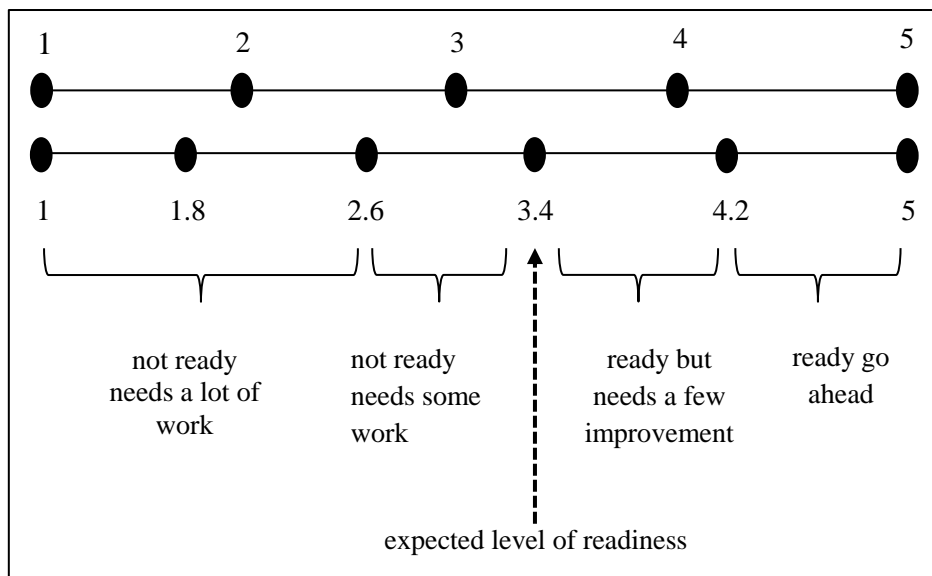 1 2 3 4 5
1 1.8 2.6 3.4 4.2 5
not ready
needs a lot of
work
not ready
needs some
work
ready but
needs a few
improvement
ready go
ahead
expected level of readiness